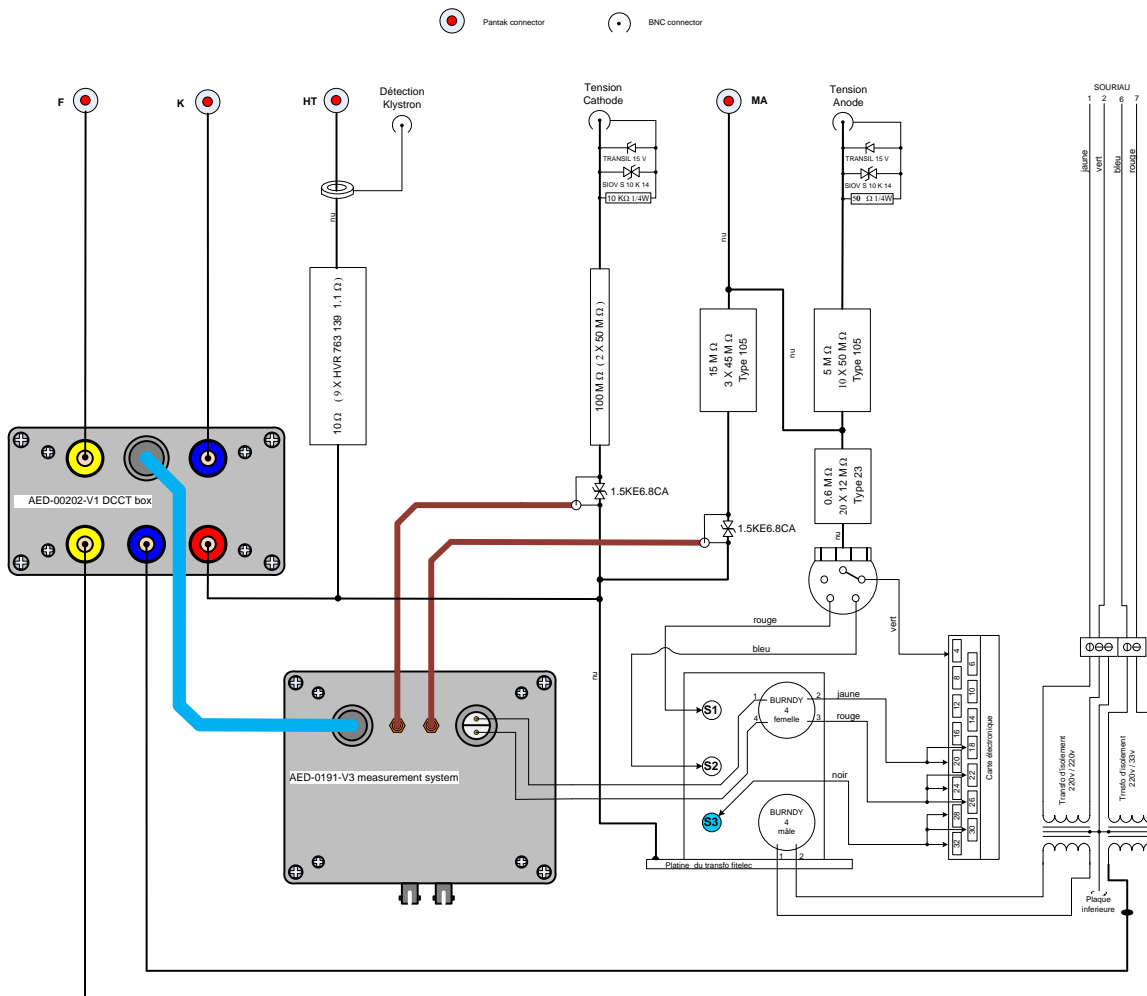 Pantak connector
BNC connector
F
K
HT
Détection
Klystron
Tension
Cathode
MA
Tension
Anode
SOURIAU
1 2 6 7
jaune
vert
bleu
rouge
TRANSIL 15 V
SIOV S 10 K 14
10 KΩ 1/4W
TRANSIL 15 V
SIOV S 10 K 14
50 Ω 1/4W
nu
nu
nu
10 Ω ( 9 X HVR 763 139 1.1 Ω )
100 M Ω ( 2 X 50 M Ω )
15 M Ω
3 X 45 M Ω
Type 105
5 M Ω
10 X 50 M Ω
Type 105
0.6 M Ω
20 X 12 M Ω
Type 23
1.5KE6.8CA
1.5KE6.8CA
nu
AED-00202-V1 DCCT box
rouge
bleu
vert
nu
AED-0191-V3 measurement system
S1
S2
S3
1
4
BURNDY
4
femelle
2
3
jaune
rouge
noir
BURNDY
4
mâle
1 2
Platine du transfo fitelec
4
6
8
10
12
14
16
18
20
22
24
26
28
30
32
Carte électronique
Transfo d'isolement
220v / 220v
Trnsfo d'isolement
220v / 33v
Plaque
inferieure